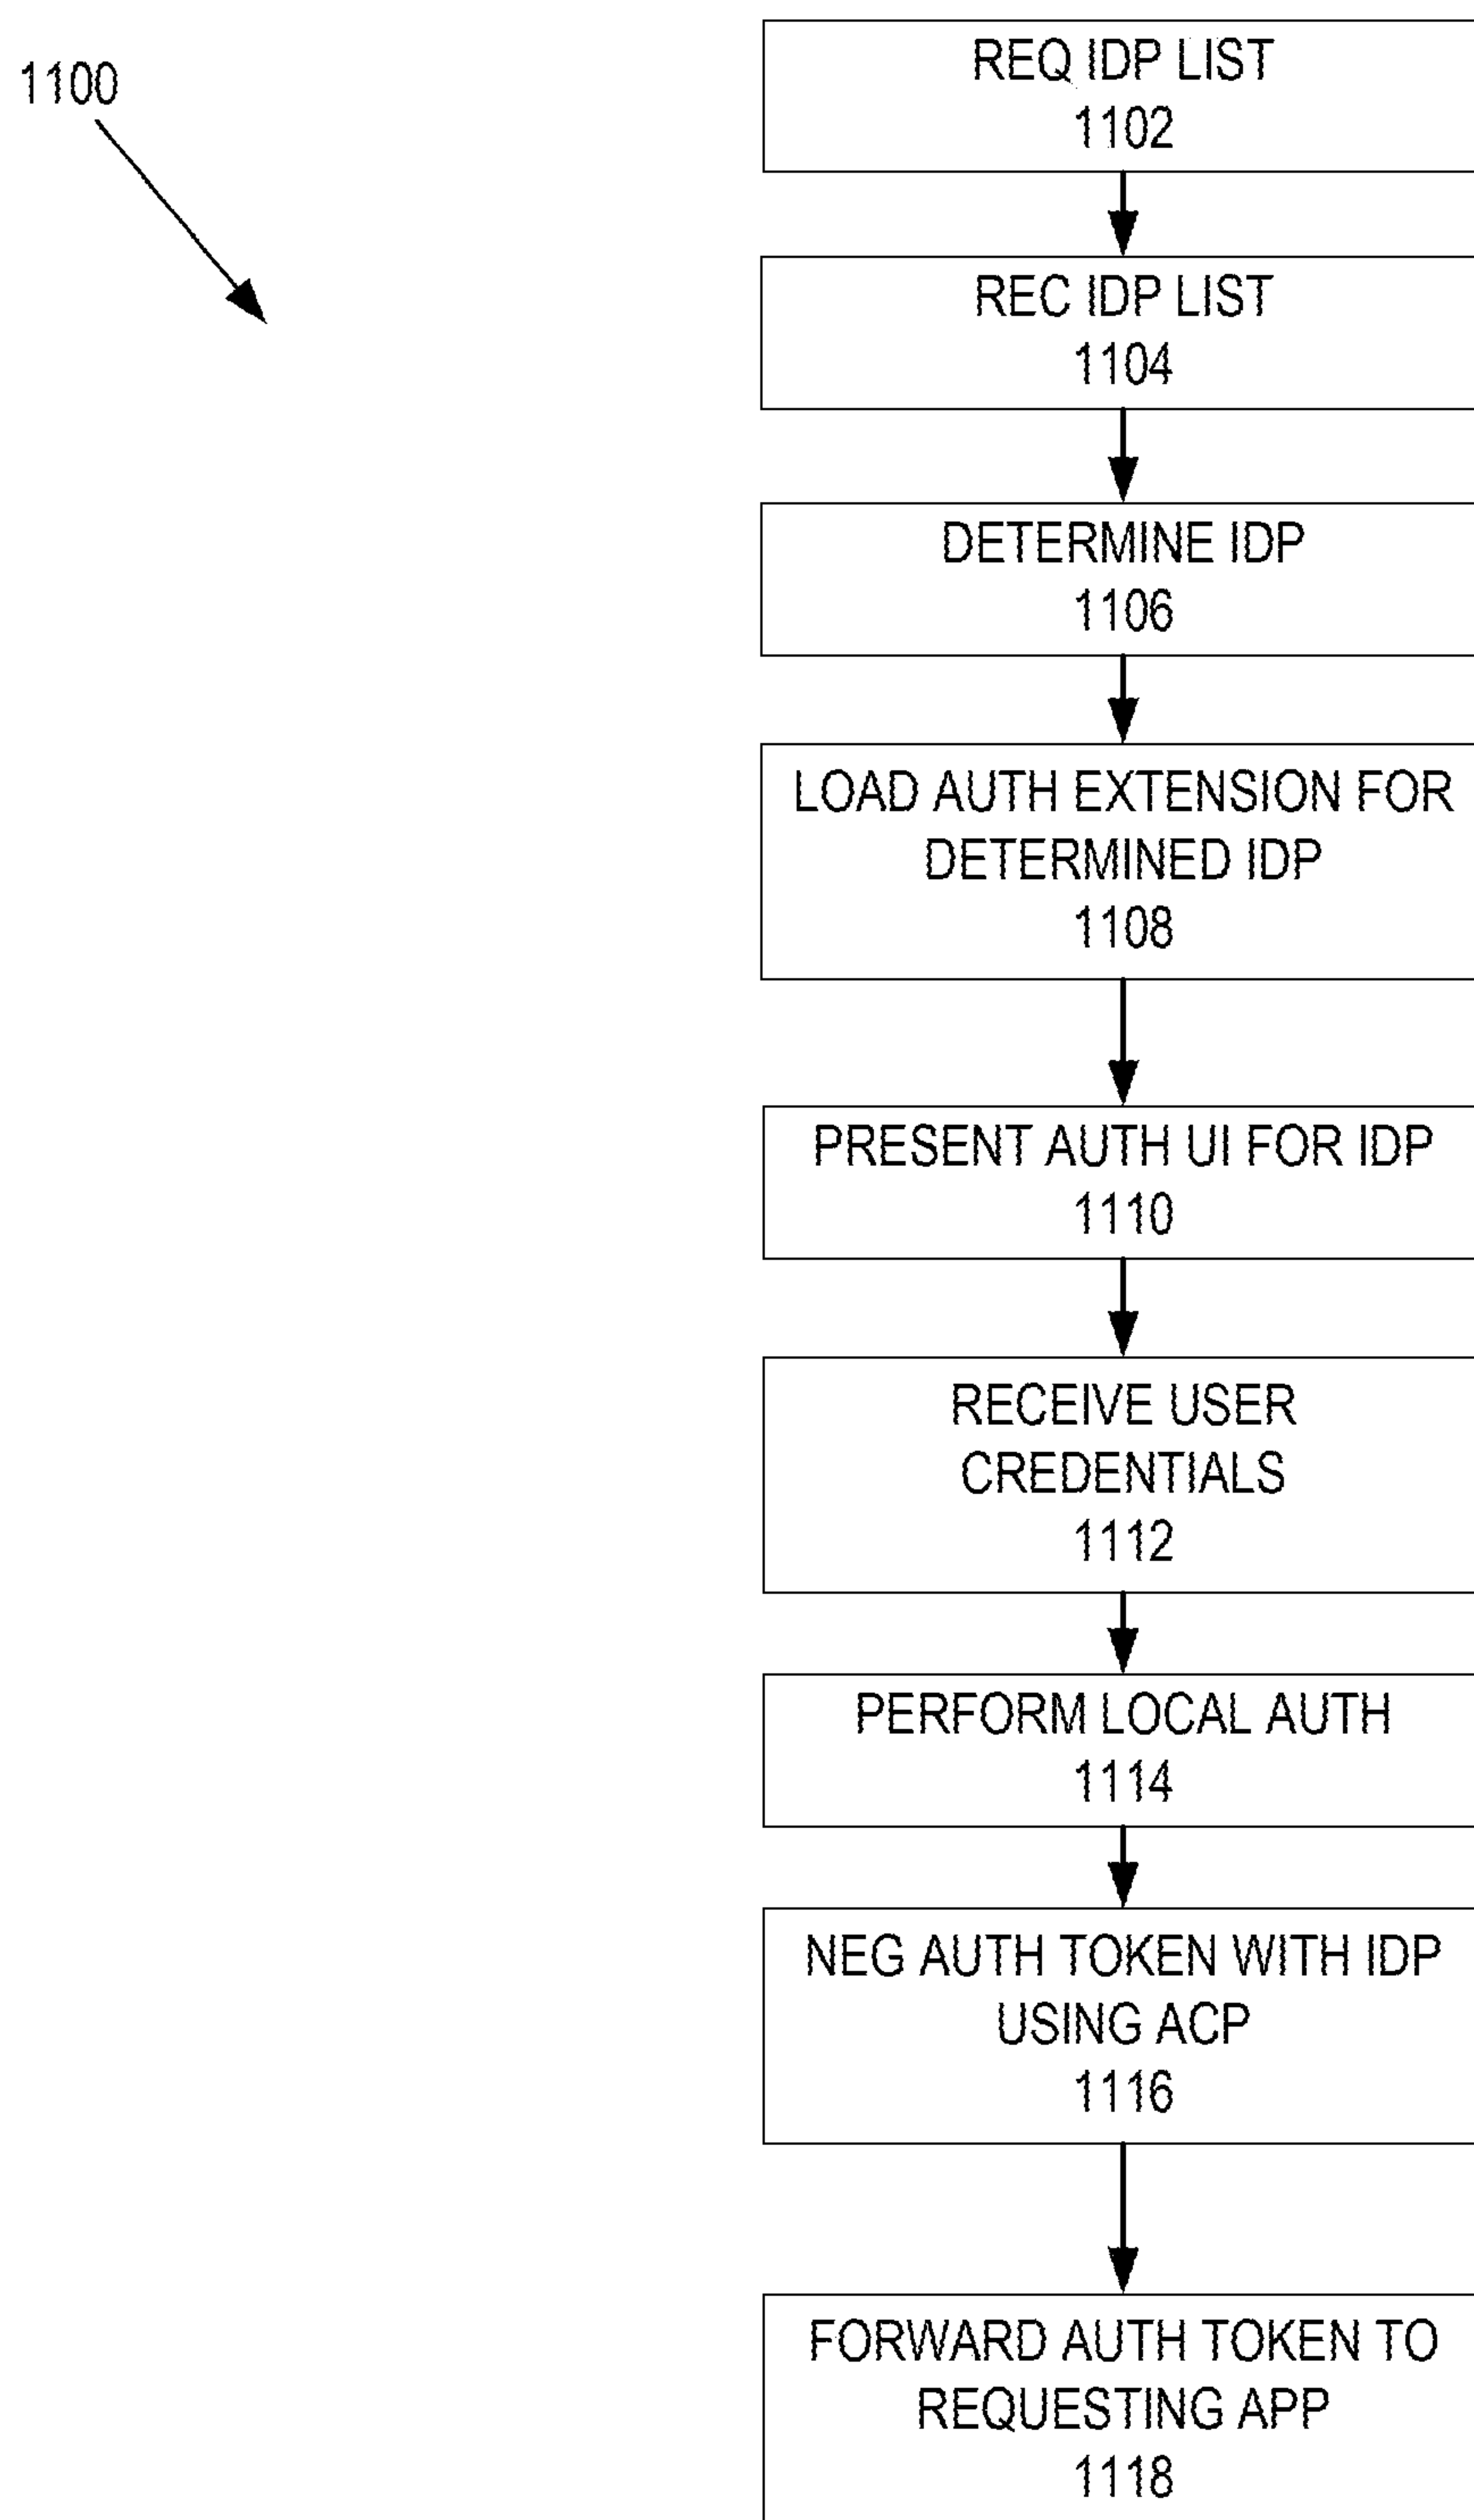 1100
REQ IDP LIST
1102
REC IDP LIST
1104
DETERMINE IDP
1106
LOAD AUTH EXTENSION FOR
DETERMINED IDP
1108
PRESENT AUTH UI FOR IDP
1110
RECEIVE USER
CREDENTIALS
1112
PERFORM LOCAL AUTH
1114
NEG AUTH TOKEN WITH IDP
USING ACP
1116
FORWARD AUTH TOKEN TO
REQUESTING APP
1118